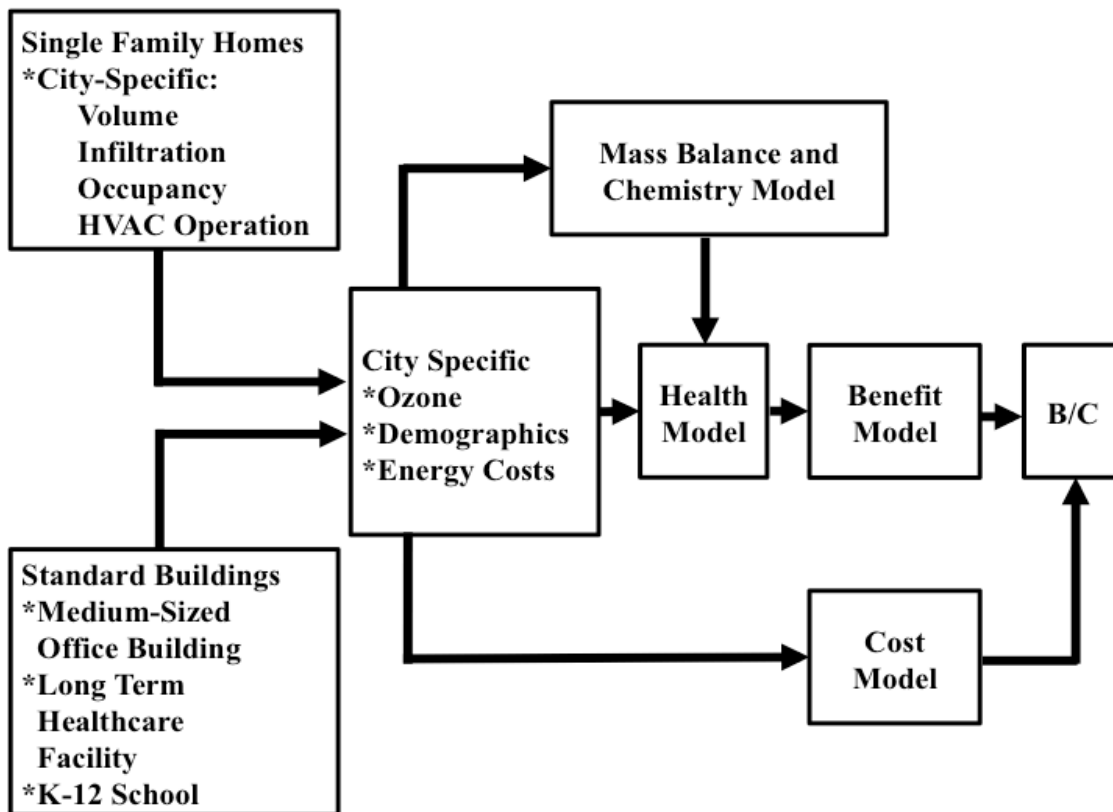 Single Family Homes
*City-Specific:
Volume
Infiltration
Occupancy
HVAC Operation
Mass Balance and
Chemistry Model
City Specific
*Ozone
*Demographics
*Energy Costs
Health
Model
Benefit
Model
B/C
Standard Buildings
*Medium-Sized
Office Building
*Long Term
Healthcare
Facility
*K-12 School
Cost
Model